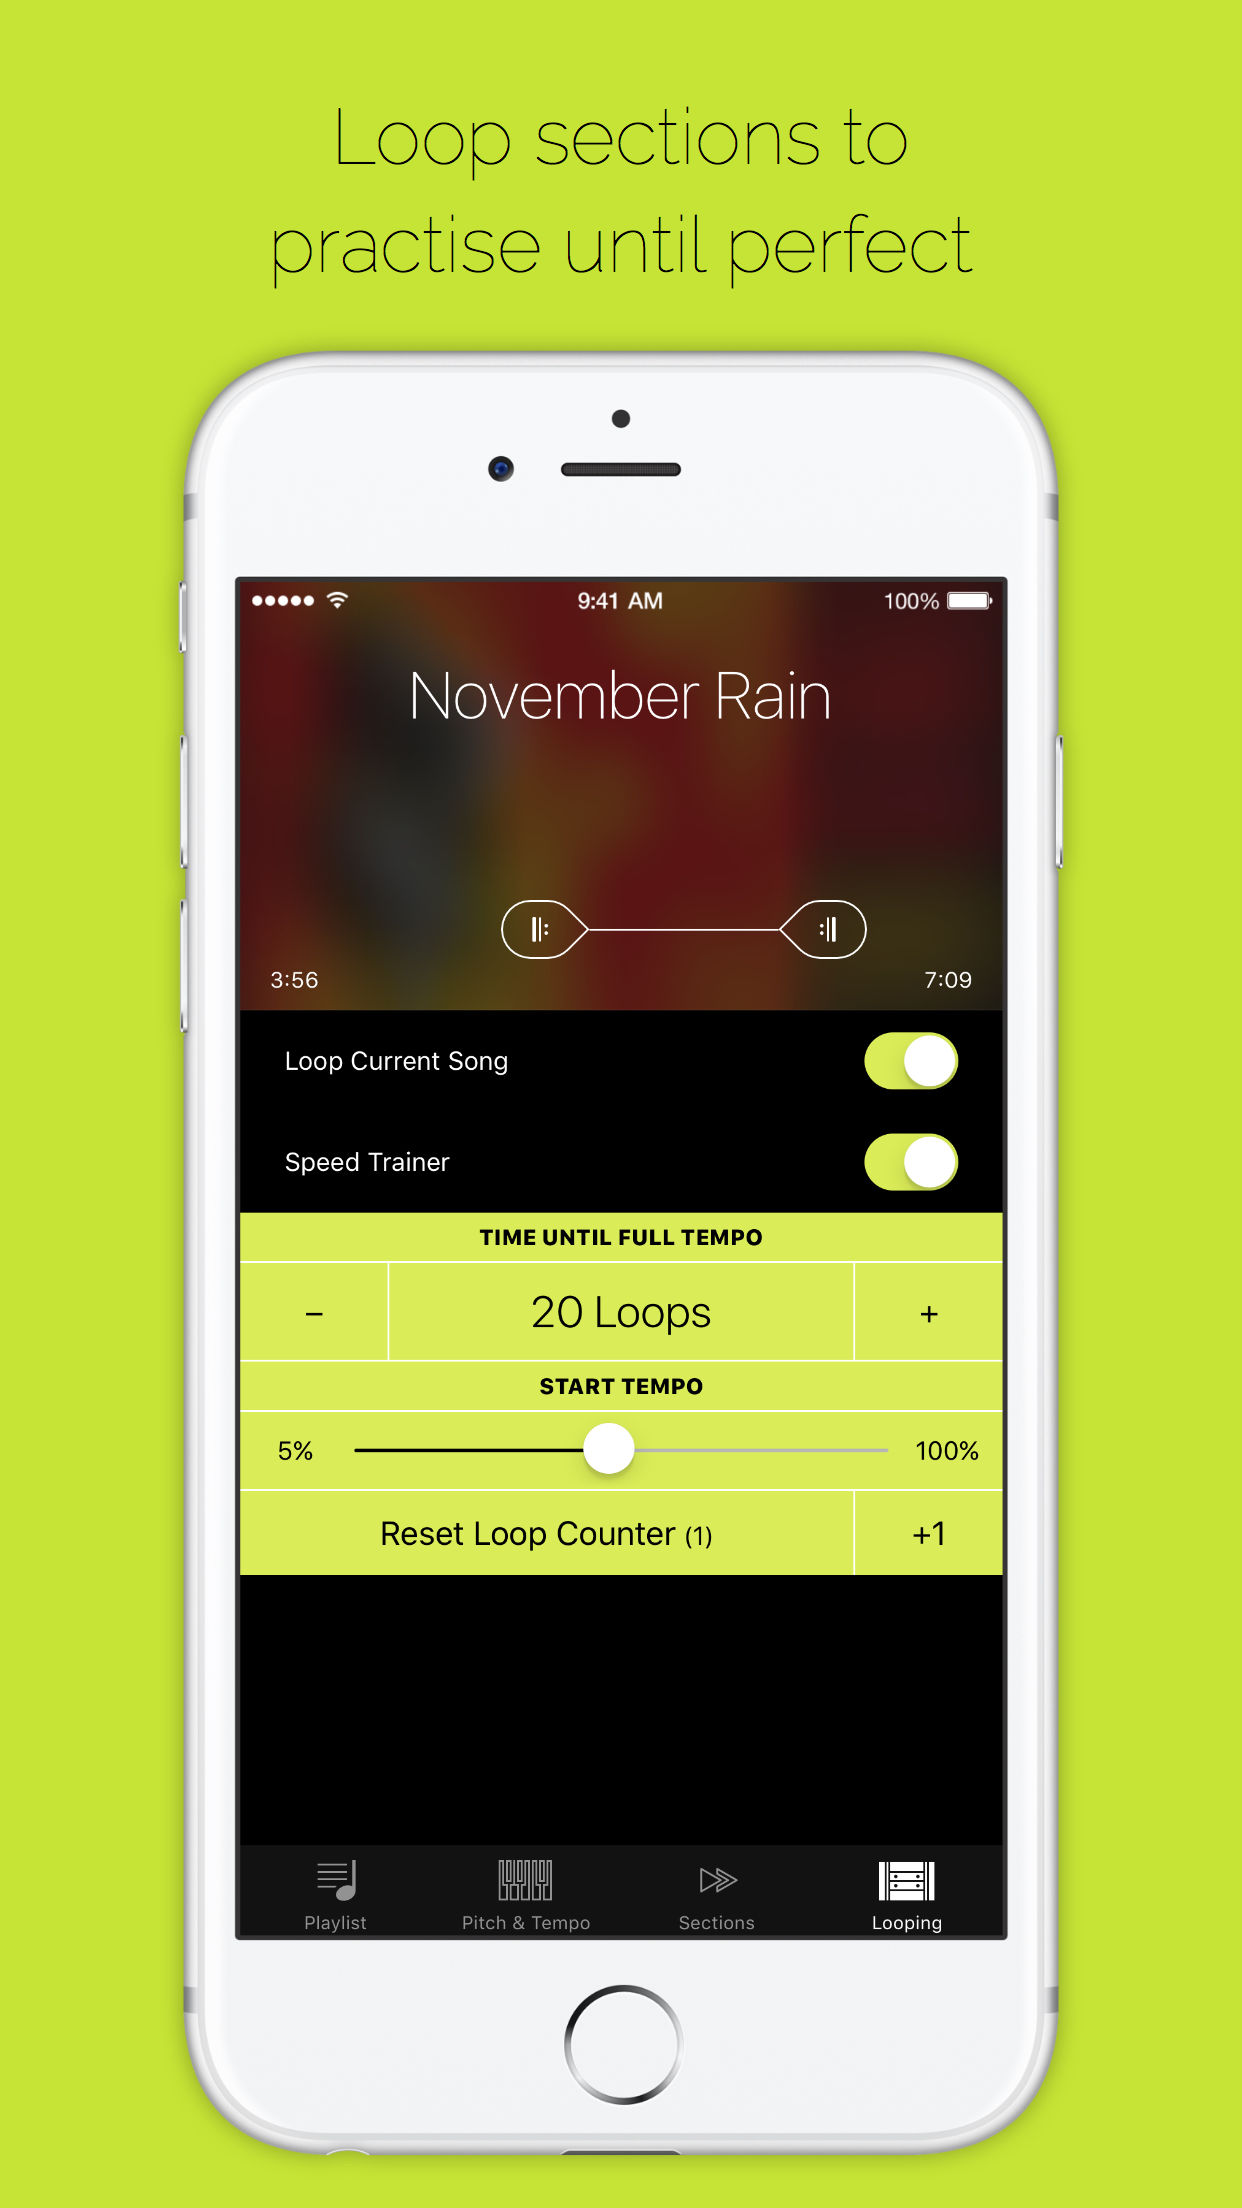 Loop sections to
practise until perfect
9:41 AM
100%
November Rain
3:56
7:09
Loop Current Song
Speed Trainer
TIME UNTIL FULL TEMPO
− 20 Loops +
START TEMPO
5% 100%
Reset Loop Counter (1) +1
Playlist Pitch & Tempo Sections Looping